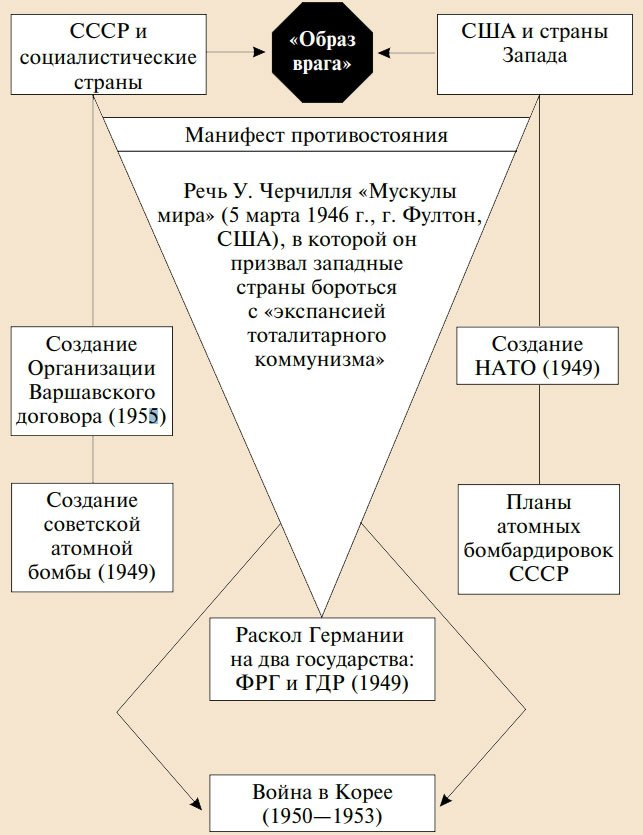 СССР и
социалистические
страны
«Образ
врага»
США и страны
Запада
Манифест противостояния
Речь У. Черчилля «Мускулы
мира» (5 марта 1946 г., г. Фултон,
США), в которой он
призвал западные
страны бороться
с «экспансией
тоталитарного
коммунизма»
Создание
Организации
Варшавского
договора (1955)
Создание
НАТО (1949)
Создание
советской
атомной
бомбы (1949)
Планы
атомных
бомбардировок
СССР
Раскол Германии
на два государства:
ФРГ и ГДР (1949)
Война в Корее
(1950—1953)